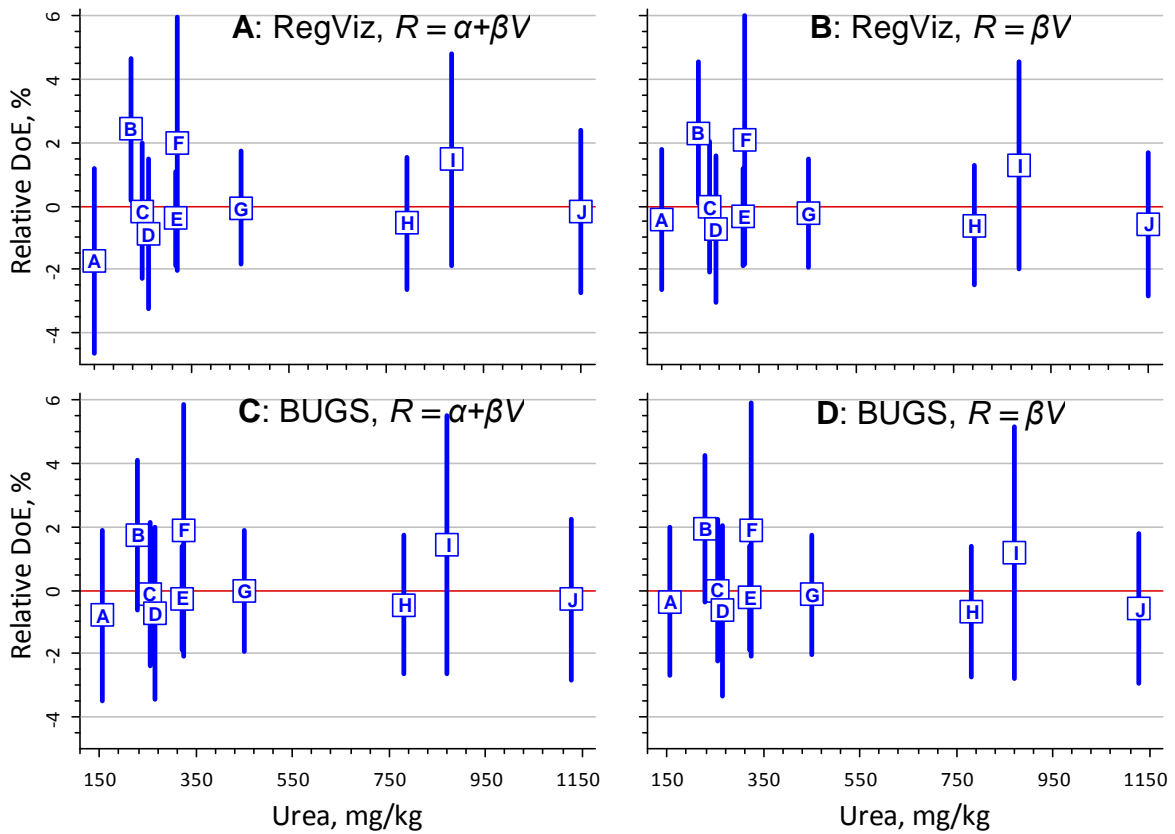 A: RegViz, R = α+βV
B: RegViz, R = βV
Relative DoE, %
6
4
2
0
-2
-4
A
B
C
D
E
F
G
H
I
J
A
B
C
D
E
F
G
H
I
J
C: BUGS, R = α+βV
D: BUGS, R = βV
Relative DoE, %
6
4
2
0
-2
-4
A
B
C
D
E
F
G
H
I
J
A
B
C
D
E
F
G
H
I
J
150 350 550 750 950 1150
150 350 550 750 950 1150
Urea, mg/kg
Urea, mg/kg